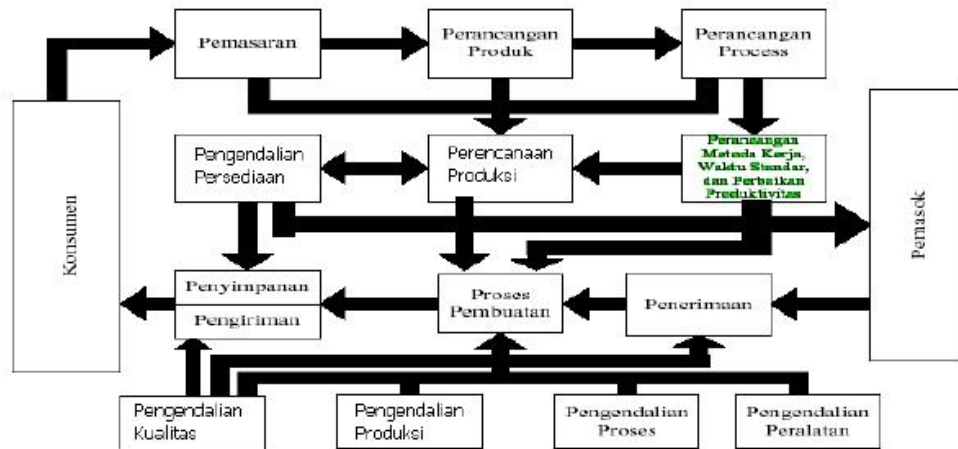 Pemasaran
Perancangan
Produk
Perancangan
Process
Konsumen
Pengendalian
Persediaan
Perencanaan
Produksi
Perancangan
Metoda Kerja,
Waktu Standar,
dan Perbaikan
Produktivitas
Pemasok
Penyimpanan
Pengiriman
Proses
Pembuatan
Penerimaan
Pengendalian
Kualitas
Pengendalian
Produksi
Pengendalian
Proses
Pengendalian
Peralatan